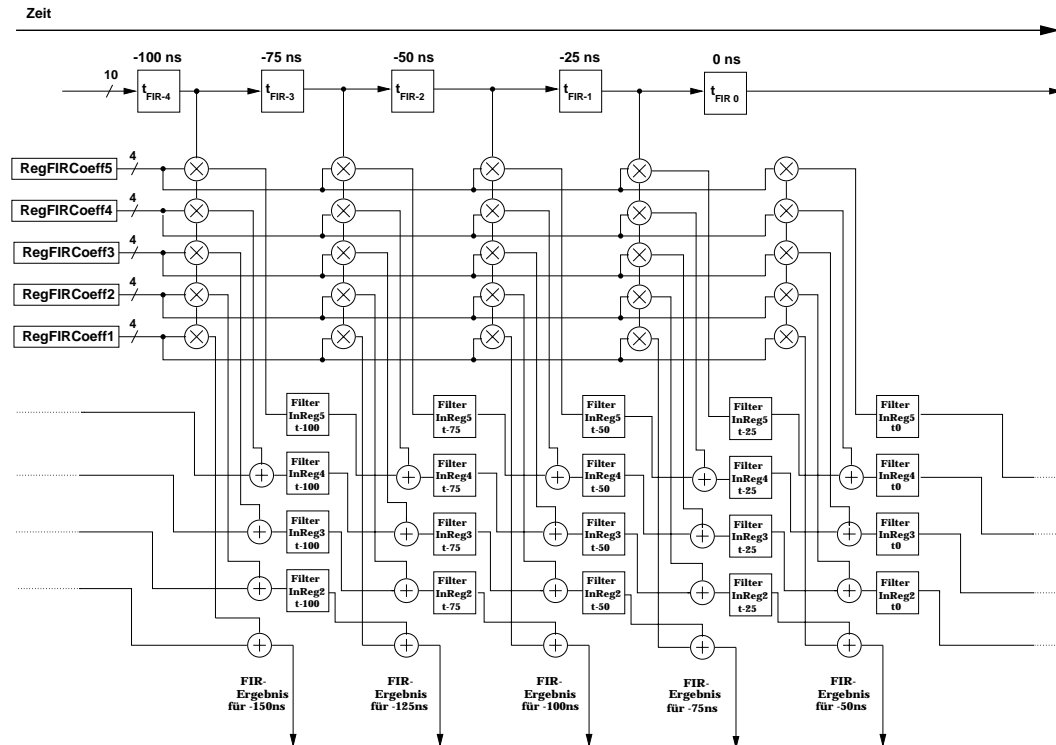 Zeit
-100 ns
-75 ns
-50 ns
-25 ns
0 ns
10
t FIR-4
t FIR-3
t FIR-2
t FIR-1
t FIR 0
RegFIRCoeff5
4
RegFIRCoeff4
4
RegFIRCoeff3
4
RegFIRCoeff2
4
RegFIRCoeff1
4
Filter
InReg5
t-100
Filter
InReg5
t-75
Filter
InReg5
t-50
Filter
InReg5
t-25
Filter
InReg5
t0
Filter
InReg4
t-100
Filter
InReg4
t-75
Filter
InReg4
t-50
Filter
InReg4
t-25
Filter
InReg4
t0
Filter
InReg3
t-100
Filter
InReg3
t-75
Filter
InReg3
t-50
Filter
InReg3
t-25
Filter
InReg3
t0
Filter
InReg2
t-100
Filter
InReg2
t-75
Filter
InReg2
t-50
Filter
InReg2
t-25
Filter
InReg2
t0
FIR-
Ergebnis
für -150ns
FIR-
Ergebnis
für -125ns
FIR-
Ergebnis
für -100ns
FIR-
Ergebnis
für -75ns
FIR-
Ergebnis
für -50ns